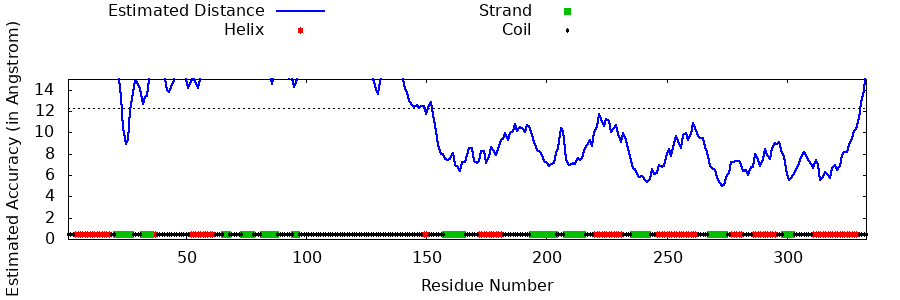 Estimated Distance
Strand
Helix
Coil
Estimated Accuracy (in Angstrom)
14
12
10
8
6
4
2
0
50
100
150
200
250
300
Residue Number